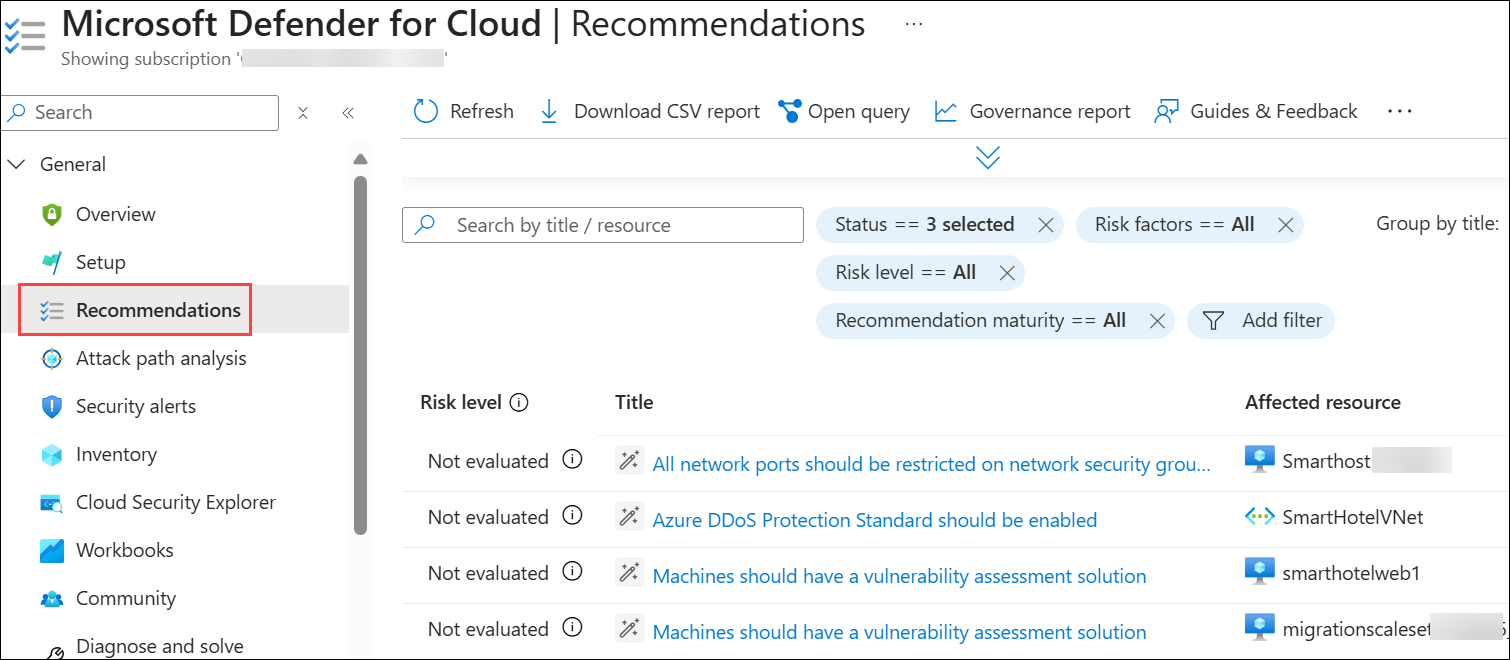 Microsoft Defender for Cloud | Recommendations ...
Showing subscription '
Search
Refresh Download CSV report Open query Governance report Guides & Feedback ...
General
Overview
Setup
Recommendations
Attack path analysis
Security alerts
Inventory
Cloud Security Explorer
Workbooks
Community
Diagnose and solve
Search by title / resource
Status == 3 selected
Risk factors == All
Group by title:
Risk level == All
Recommendation maturity == All
Add filter
Risk level Title Affected resource
Not evaluated All network ports should be restricted on network security grou... Smarthost
Not evaluated Azure DDoS Protection Standard should be enabled SmartHotelVNet
Not evaluated Machines should have a vulnerability assessment solution smarthotelweb1
Not evaluated Machines should have a vulnerability assessment solution migrationscaleset